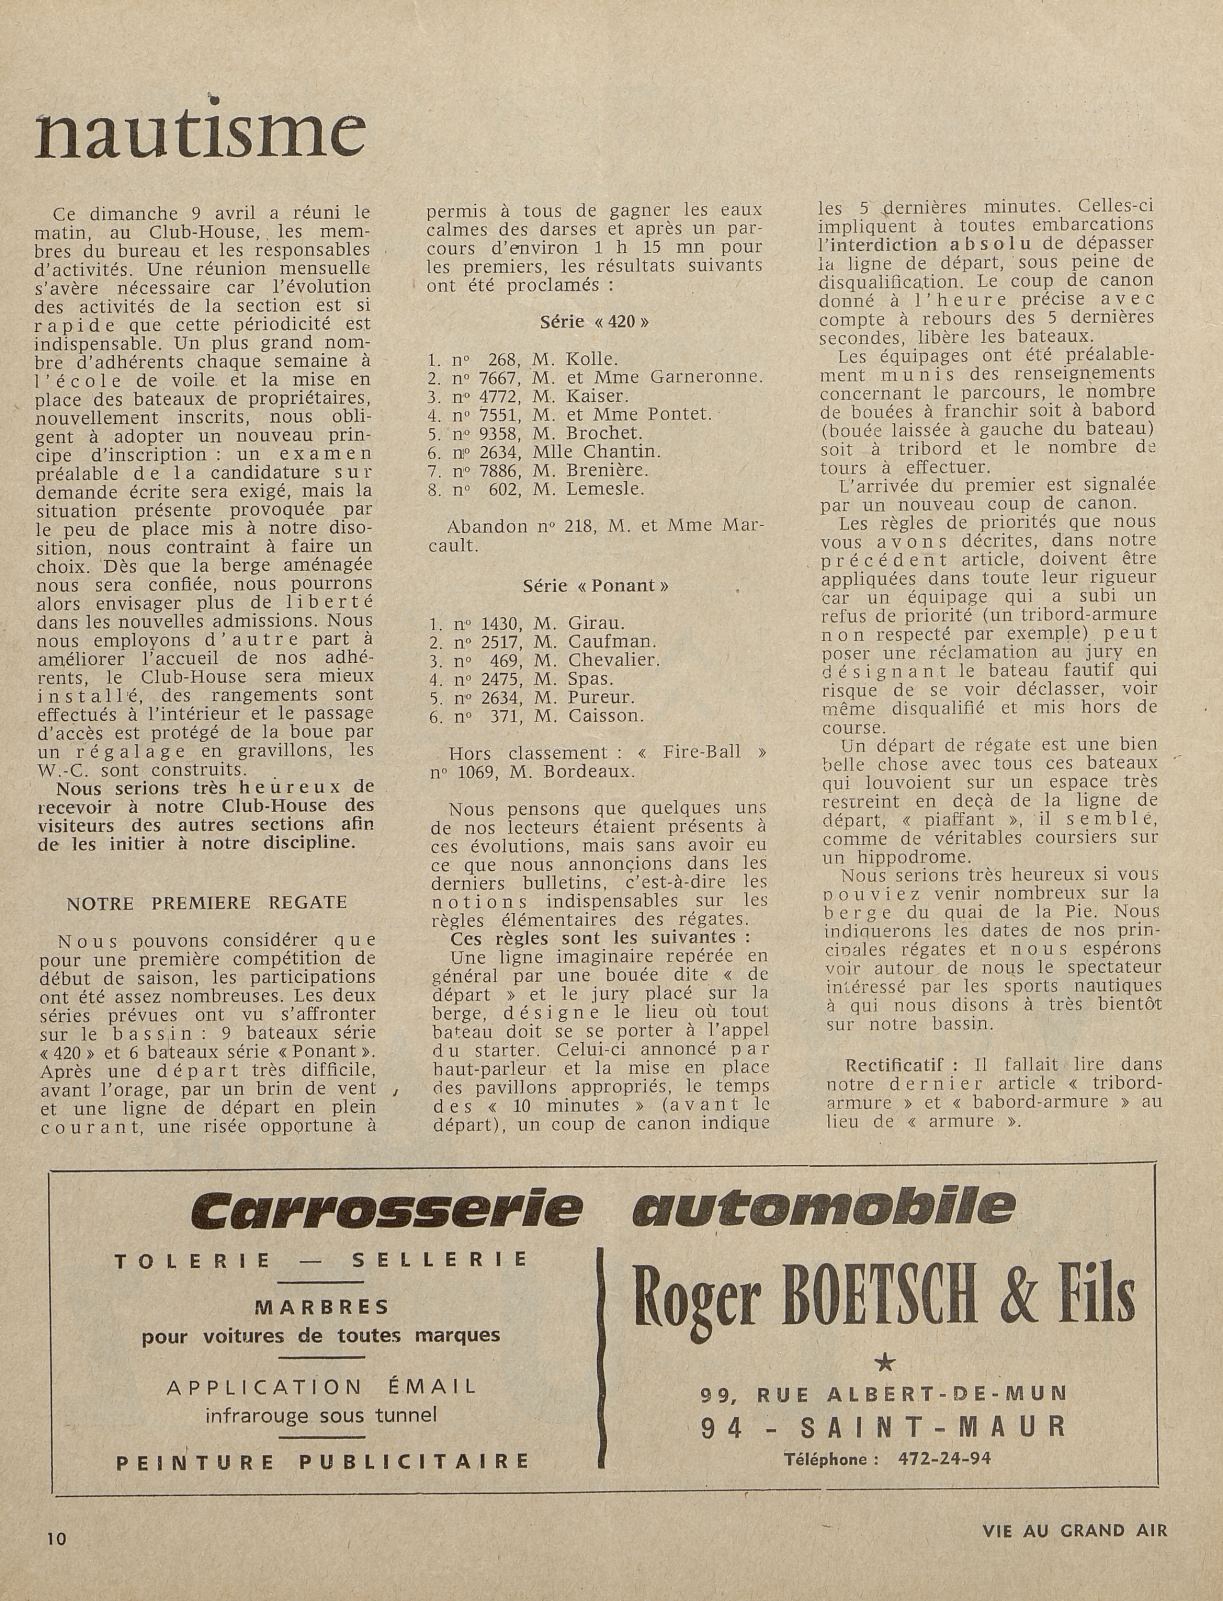 nautisme
Ce dimanche 9 avril a réuni le
matin, au Club-House, les mem-
bres du bureau et les responsables
d'activités. Une réunion mensuelle
s'avère nécessaire car l'évolution
des activités de la section est si
rapide que cette périodicité est
indispensable. Un plus grand nom-
bre d'adhérents chaque semaine à
l'école de voile et la mise en
place des bateaux de propriétaires,
nouvellement inscrits, nous obli-
gent à adopter un nouveau prin-
cipe d'inscription : un examen
préalable de la candidature sur
demande écrite sera exigé, mais la
situation présente provoquée par
le peu de place mis à notre diso-
sition, nous contraint à faire un
choix. Dès que la berge aménagée
nous sera confiée, nous pourrons
alors envisager plus de liberté
dans les nouvelles admissions. Nous
nous employons d'autre part à
améliorer l'accueil de nos adhé-
rents, le Club-House sera mieux
installé, des rangements sont
effectués à l'intérieur et le passage
d'accès est protégé de la boue par
un régalage en gravillons, les
W.-C. sont construits.
Nous serions très heureux de
recevoir à notre Club-House des
visiteurs des autres sections afin
de les initier à notre discipline.
NOTRE PREMIERE REGATE
Nous pouvons considérer que
pour une première compétition de
début de saison, les participations
ont été assez nombreuses. Les deux
séries prévues ont vu s'affronter
sur le bassin : 9 bateaux série
« 420 » et 6 bateaux série « Ponant ».
Après une départ très difficile,
avant l'orage, par un brin de vent
et une ligne de départ en plein
courant, une risée opportune à
permis à tous de gagner les eaux
calmes des darses et après un par-
cours d'environ 1 h 15 mn pour
les premiers, les résultats suivants
ont été proclamés :
Série « 420 »
1. n° 268, M. Kolle.
2. n° 7667, M. et Mme Garneronne.
3. n° 4772, M. Kaiser.
4. n° 7551, M. et Mme Pontet.
5. n° 9358, M. Brochet.
6. n° 2634, Mlle Chantin.
7. n° 7886, M. Brenière.
8. n° 602, M. Lemesle.
Abandon n° 218, M. et Mme Mar-
cault.
Série « Ponant »
1. n° 1430, M. Girau.
2. n° 2517, M. Caufman.
3. n° 469, M. Chevalier.
4. n° 2475, M. Spas.
5. n° 2634, M. Pureur.
6. n° 371, M. Caisson.
Hors classement : « Fire-Ball »
n° 1069, M. Bordeaux.
Nous pensons que quelques uns
de nos lecteurs étaient présents à
ces évolutions, mais sans avoir eu
ce que nous annonçions dans les
derniers bulletins, c'est-à-dire les
notions indispensables sur les
règles élémentaires des régates.
Ces règles sont les suivantes :
Une ligne imaginaire repérée en
général par une bouée dite « de
départ » et le jury placé sur la
berge, désigne le lieu où tout
bateau doit se se porter à l'appel
du starter. Celui-ci annoncé par
haut-parleur et la mise en place
des pavillons appropriés, le temps
des « 10 minutes » (avant le
départ), un coup de canon indique
les 5 dernières minutes. Celles-ci
impliquent à toutes embarcations
l'interdiction absolu de dépasser
la ligne de départ, sous peine de
disqualification. Le coup de canon
donné à l'heure précise avec
compte à rebours des 5 dernières
secondes, libère les bateaux.
Les équipages ont été préalable-
ment munis des renseignements
concernant le parcours, le nombre
de bouées à franchir soit à babord
(bouée laissée à gauche du bateau)
soit à tribord et le nombre de
tours à effectuer.
L'arrivée du premier est signalée
par un nouveau coup de canon.
Les règles de priorités que nous
vous avons décrites, dans notre
précédent article, doivent être
appliquées dans toute leur rigueur
car un équipage qui a subi un
refus de priorité (un tribord-armure
non respecté par exemple) peut
poser une réclamation au jury en
désignant le bateau fautif qui
risque de se voir déclasser, voir
même disqualifié et mis hors de
course.
Un départ de régate est une bien
belle chose avec tous ces bateaux
qui louvoient sur un espace très
restreint en deçà de la ligne de
départ, « piaffant », il semble,
comme de véritables coursiers sur
un hippodrome.
Nous serions très heureux si vous
pouviez venir nombreux sur la
berge du quai de la Pie. Nous
indiquerons les dates de nos prin-
cipales régates et nous espérons
voir autour de nous le spectateur
intéressé par les sports nautiques
à qui nous disons à très bientôt
sur notre bassin.
Rectificatif : Il fallait lire dans
notre dernier article « tribord-
armure » et « babord-armure » au
lieu de « armure ».
Carrosserie automobile
TOLERIE — SELLERIE
MARBRES
pour voitures de toutes marques
APPLICATION ÉMAIL
infrarouge sous tunnel
PEINTURE PUBLICITAIRE
Roger BOETSCH & Fils
★
99, RUE ALBERT-DE-MUN
94 - SAINT-MAUR
Téléphone : 472-24-94
10
VIE AU GRAND AIR